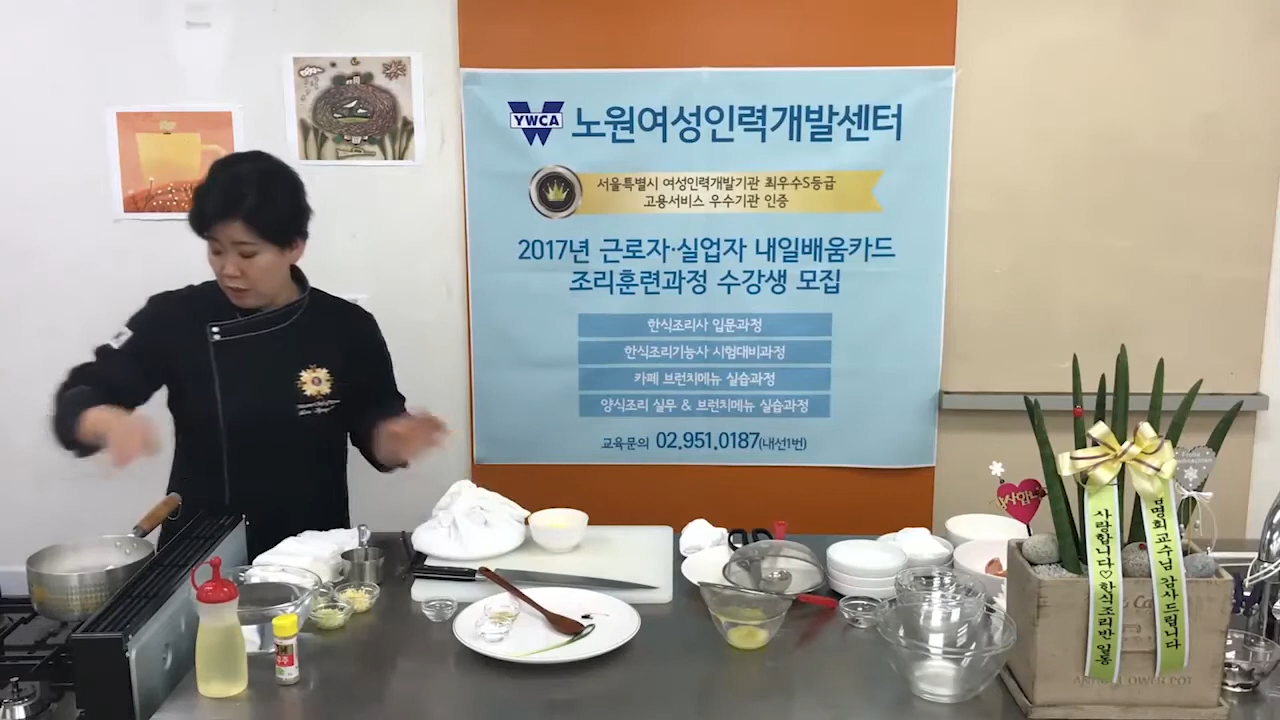 YWCA 노원여성인력개발센터
서울특별시 여성인력개발기관 최우수S등급
고용서비스 우수기관 인증
2017년 근로자·실업자 내일배움카드
조리훈련과정 수강생 모집
한식조리사 입문과정
한식조리기능사 시험대비과정
카페 브런치메뉴 실습과정
양식조리 실무 & 브런치메뉴 실습과정
교육문의 02.951.0187(내선1번)
사랑합니다♡한식조리반 일동
명희교수님 감사드립니다